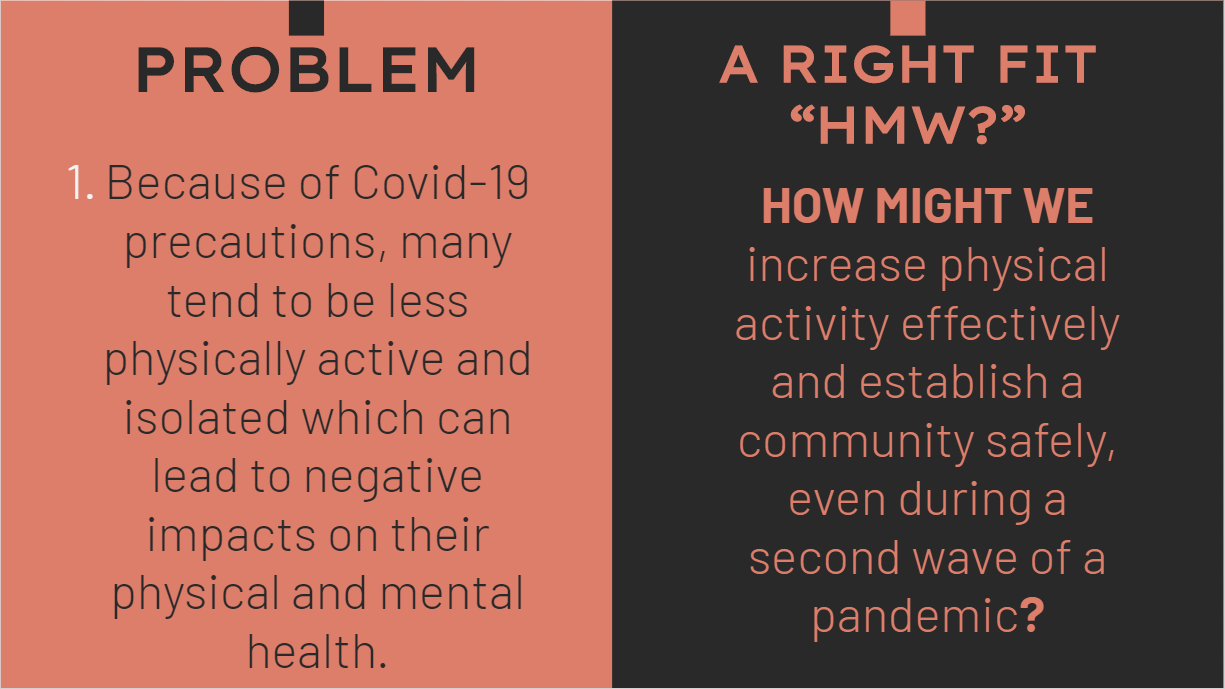 PROBLEM
1. Because of Covid-19
precautions, many
tend to be less
physically active and
isolated which can
lead to negative
impacts on their
physical and mental
health.
A RIGHT FIT
“HMW?”
HOW MIGHT WE
increase physical
activity effectively
and establish a
community safely,
even during a
second wave of a
pandemic?